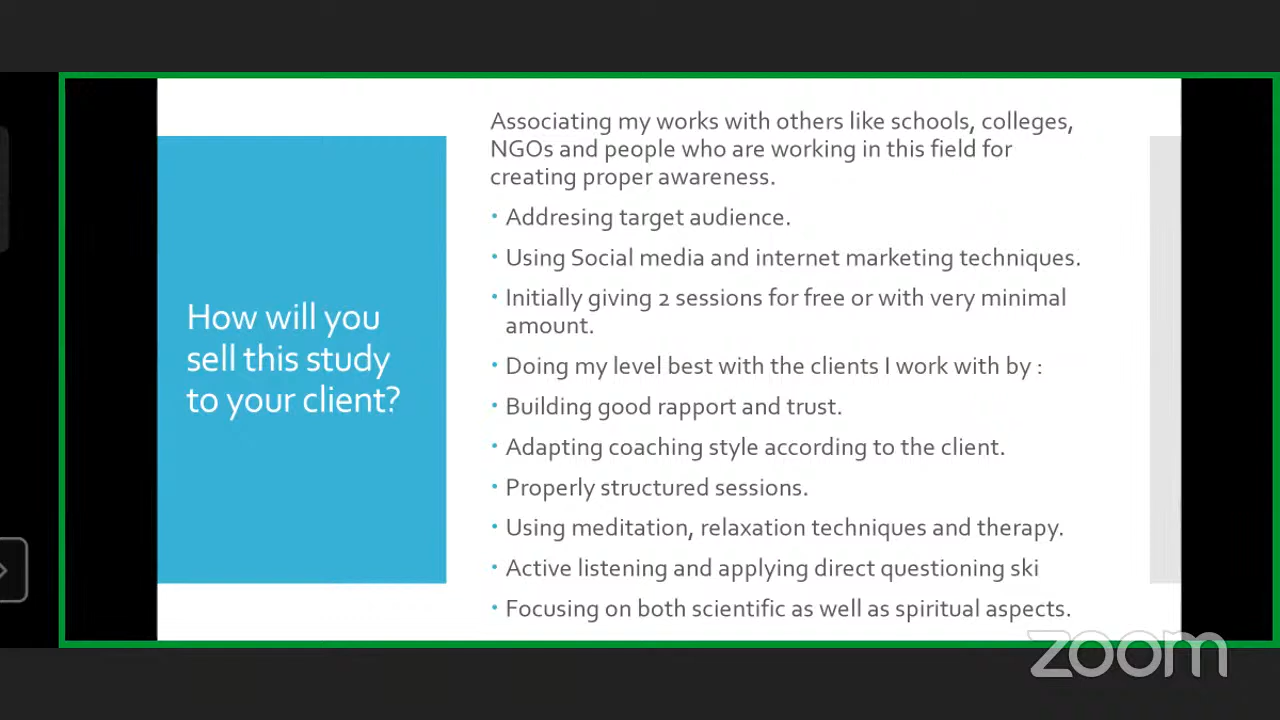 How will you
sell this study
to your client?
Associating my works with others like schools, colleges,
NGOs and people who are working in this field for
creating proper awareness.
• Addresing target audience.
• Using Social media and internet marketing techniques.
• Initially giving 2 sessions for free or with very minimal
amount.
• Doing my level best with the clients I work with by :
• Building good rapport and trust.
• Adapting coaching style according to the client.
• Properly structured sessions.
• Using meditation, relaxation techniques and therapy.
• Active listening and applying direct questioning ski
• Focusing on both scientific as well as spiritual aspects.
zoom